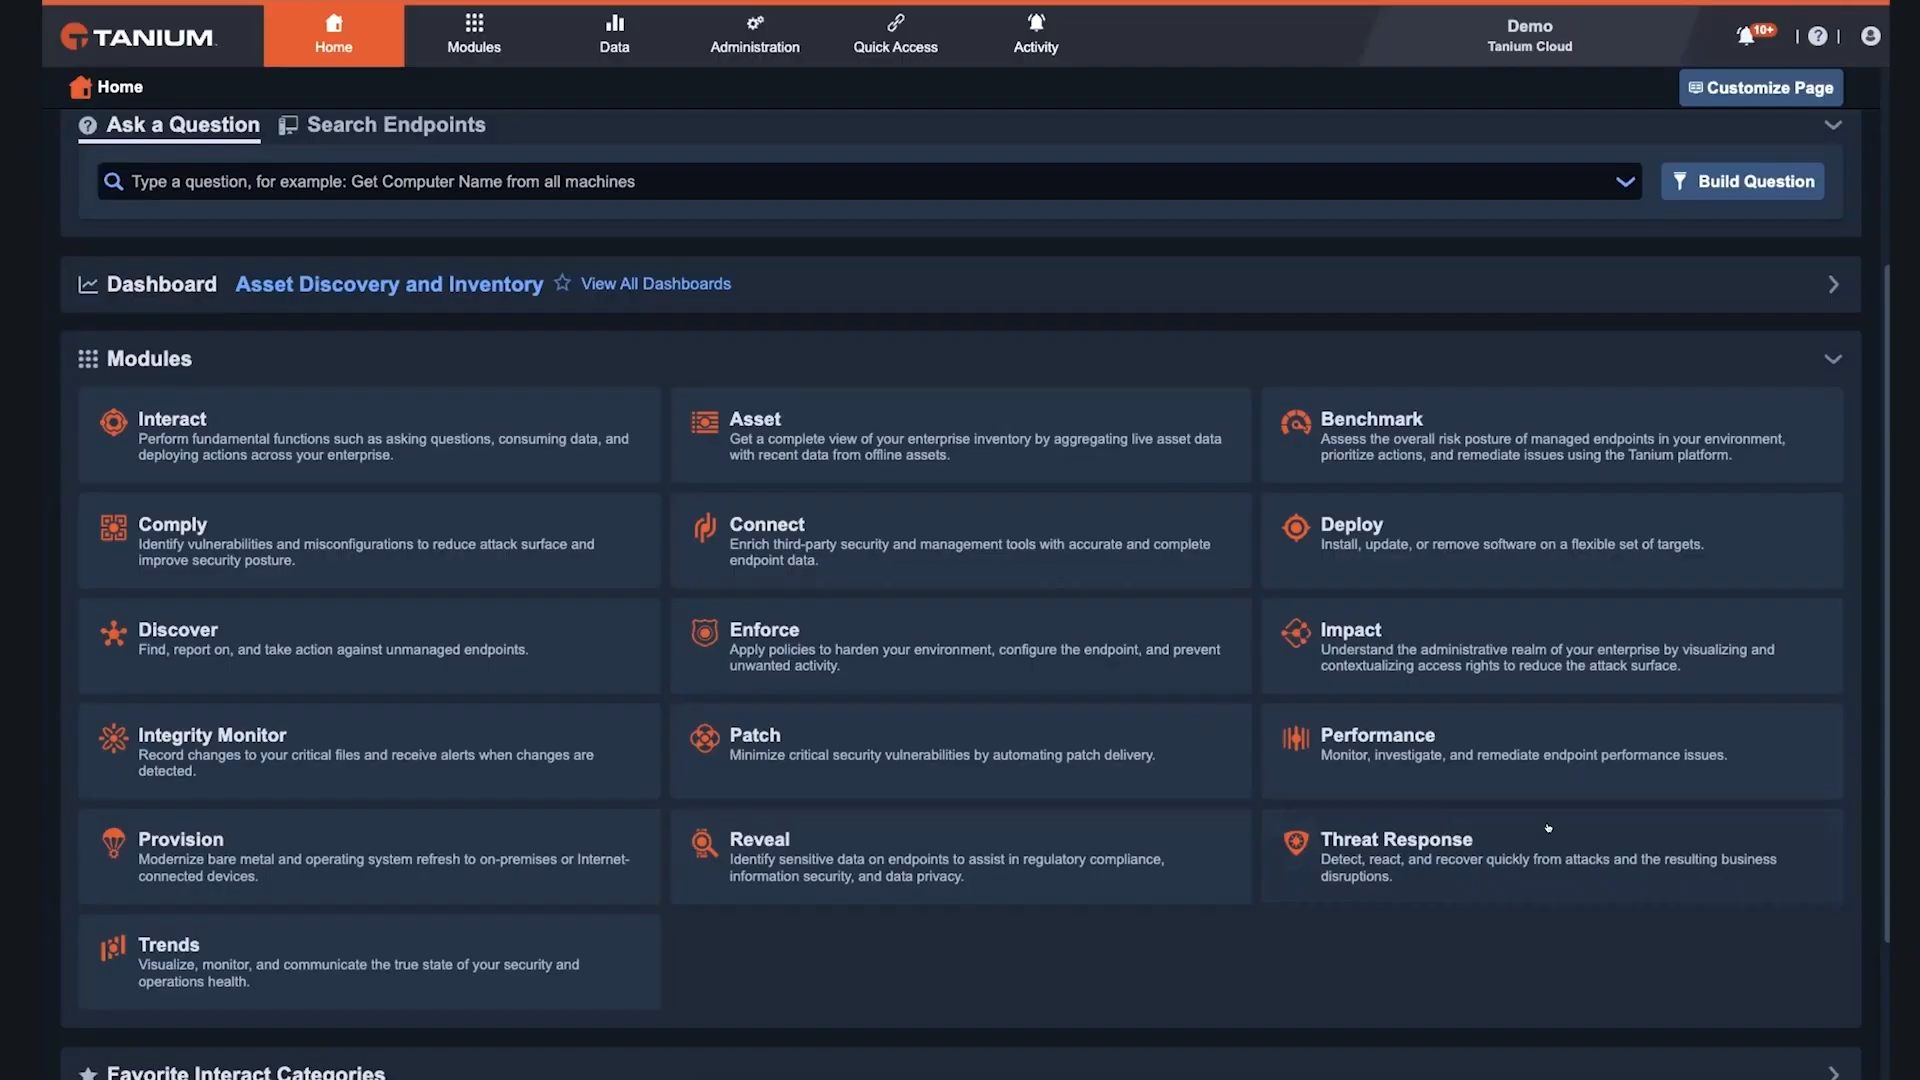 TANIUM
Home
Modules
Data
Administration
Quick Access
Activity
Demo
Tanium Cloud
10+
Home
Customize Page
Ask a Question
Search Endpoints
Type a question, for example: Get Computer Name from all machines
Build Question
Dashboard
Asset Discovery and Inventory
View All Dashboards
Modules
Interact
Perform fundamental functions such as asking questions, consuming data, and
deploying actions across your enterprise.
Asset
Get a complete view of your enterprise inventory by aggregating live asset data
with recent data from offline assets.
Benchmark
Assess the overall risk posture of managed endpoints in your environment,
prioritize actions, and remediate issues using the Tanium platform.
Comply
Identify vulnerabilities and misconfigurations to reduce attack surface and
improve security posture.
Connect
Enrich third-party security and management tools with accurate and complete
endpoint data.
Deploy
Install, update, or remove software on a flexible set of targets.
Discover
Find, report on, and take action against unmanaged endpoints.
Enforce
Apply policies to harden your environment, configure the endpoint, and prevent
unwanted activity.
Impact
Understand the administrative realm of your enterprise by visualizing and
contextualizing access rights to reduce the attack surface.
Integrity Monitor
Record changes to your critical files and receive alerts when changes are
detected.
Patch
Minimize critical security vulnerabilities by automating patch delivery.
Performance
Monitor, investigate, and remediate endpoint performance issues.
Provision
Modernize bare metal and operating system refresh to on-premises or Internet-
connected devices.
Reveal
Identify sensitive data on endpoints to assist in regulatory compliance,
information security, and data privacy.
Threat Response
Detect, react, and recover quickly from attacks and the resulting business
disruptions.
Trends
Visualize, monitor, and communicate the true state of your security and
operations health.
Favorite Interact Categories